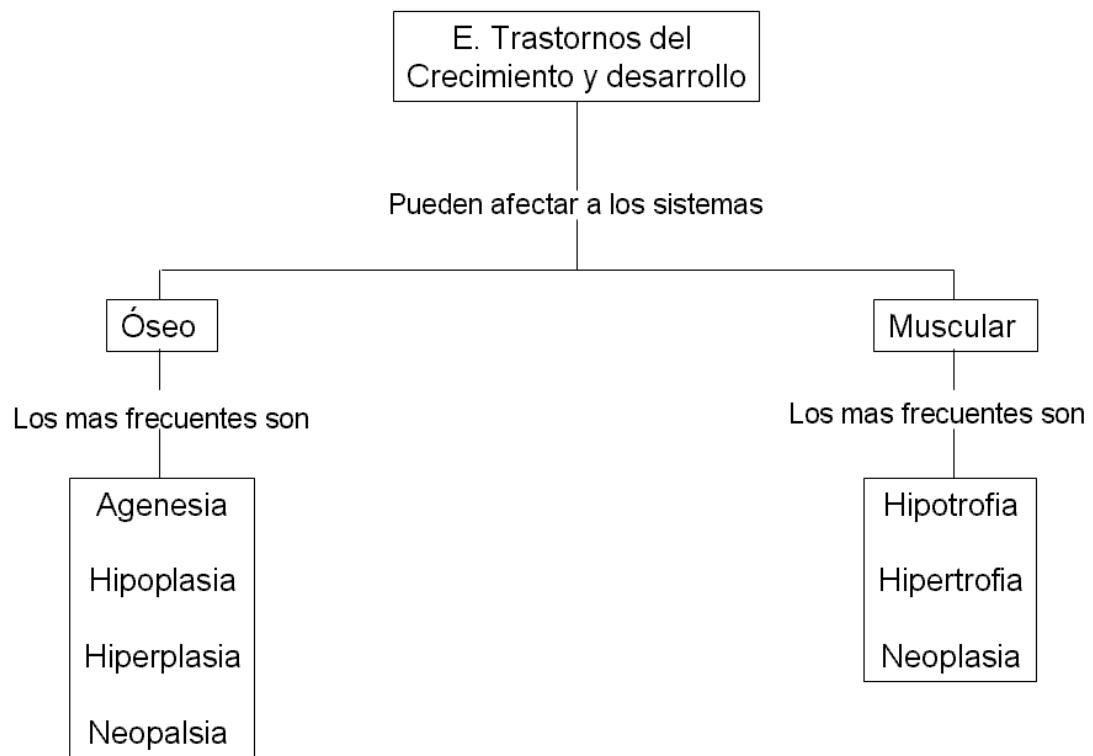 E. Trastornos del
Crecimiento y desarrollo
Pueden afectar a los sistemas
Óseo
Muscular
Los mas frecuentes son
Los mas frecuentes son
Agenesia
Hipoplasia
Hiperplasia
Neopalsia
Hipotrofia
Hipertrofia
Neoplasia